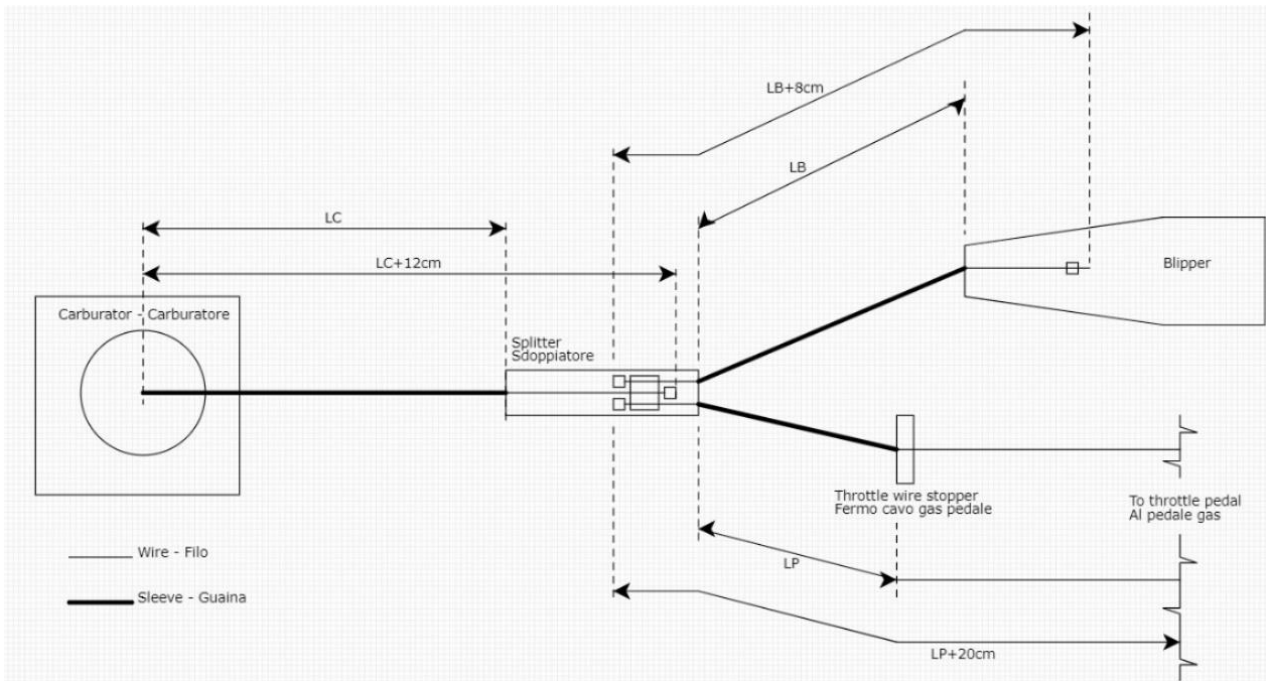 LB+8cm
LB
LC
LC+12cm
Blipper
Carburator - Carburatore
Splitter
Sdoppiatore
Throttle wire stopper
Fermo cavo gas pedale
To throttle pedal
Al pedale gas
Wire - Filo
LP
Sleeve - Guaina
LP+20cm